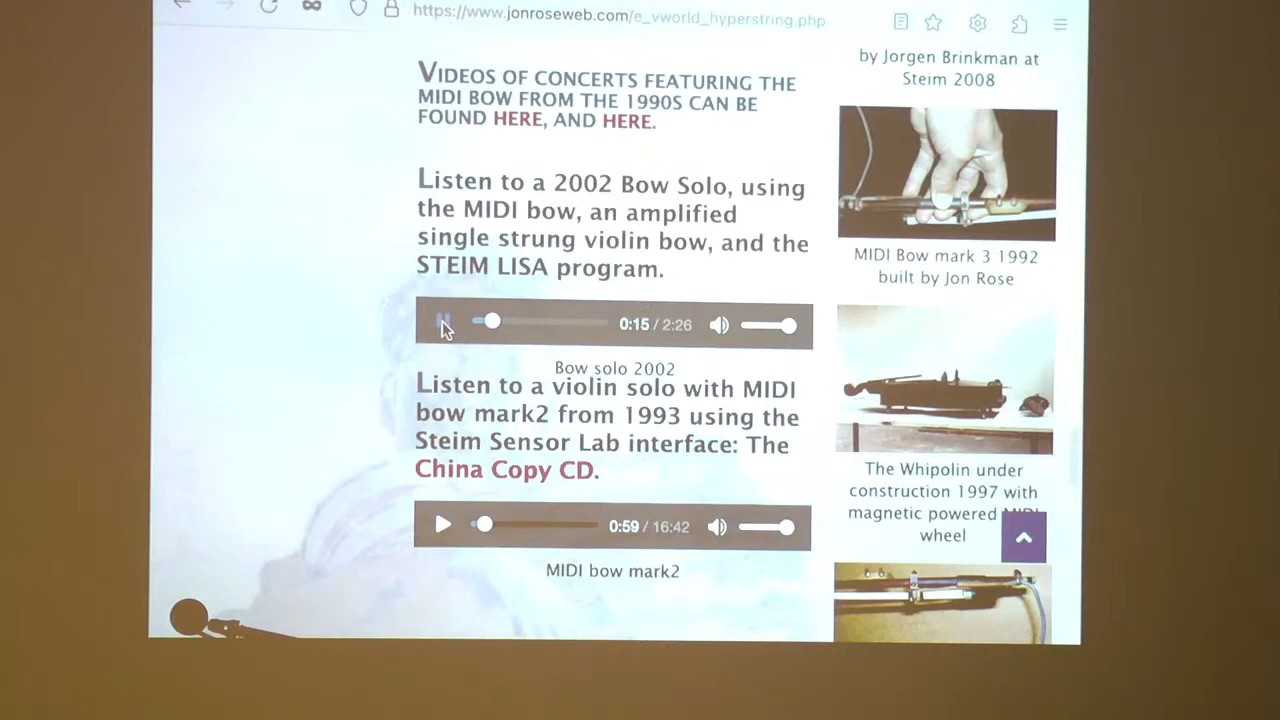 https://www.jonroseweb.com/e_vworld_hyperstring.php
VIDEOS OF CONCERTS FEATURING THE
MIDI BOW FROM THE 1990S CAN BE
FOUND HERE, AND HERE.
Listen to a 2002 Bow Solo, using
the MIDI bow, an amplified
single strung violin bow, and the
STEIM LISA program.
0:15 / 2:26
Bow solo 2002
Listen to a violin solo with MIDI
bow mark2 from 1993 using the
Steim Sensor Lab interface: The
China Copy CD.
0:59 / 16:42
MIDI bow mark2
by Jorgen Brinkman at
Steim 2008
MIDI Bow mark 3 1992
built by Jon Rose
The Whipolin under
construction 1997 with
magnetic powered MIDI
wheel